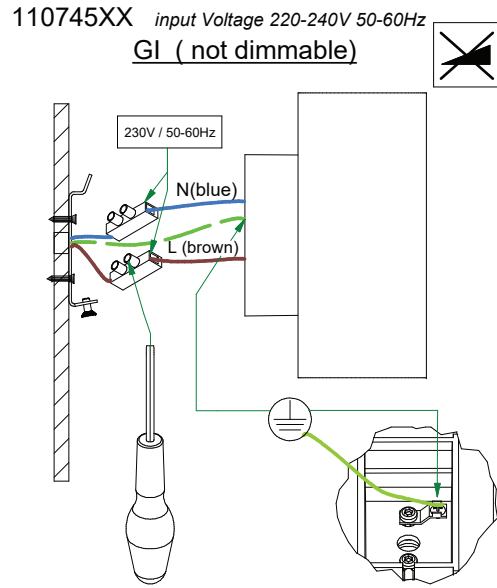 110745XX input Voltage 220-240V 50-60Hz
GI ( not dimmable)
230V / 50-60Hz
N(blue)
L (brown)